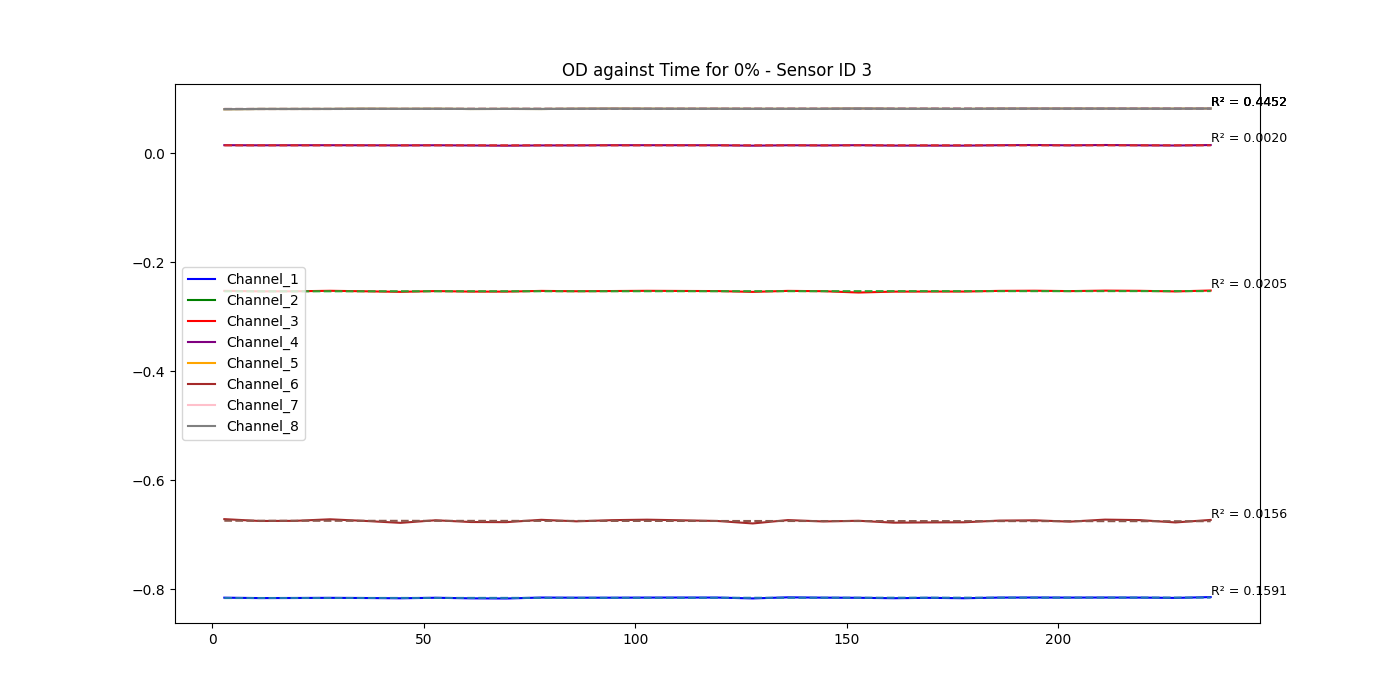 OD against Time for 0% - Sensor ID 3
R² = 0.4452
0.0
R² = 0.0020
−0.2
Channel_1
R² = 0.0205
Channel_2
Channel_3
Channel_4
−0.4
Channel_5
Channel_6
Channel_7
Channel_8
−0.6
R² = 0.0156
−0.8
R² = 0.1591
0
50
100
150
200